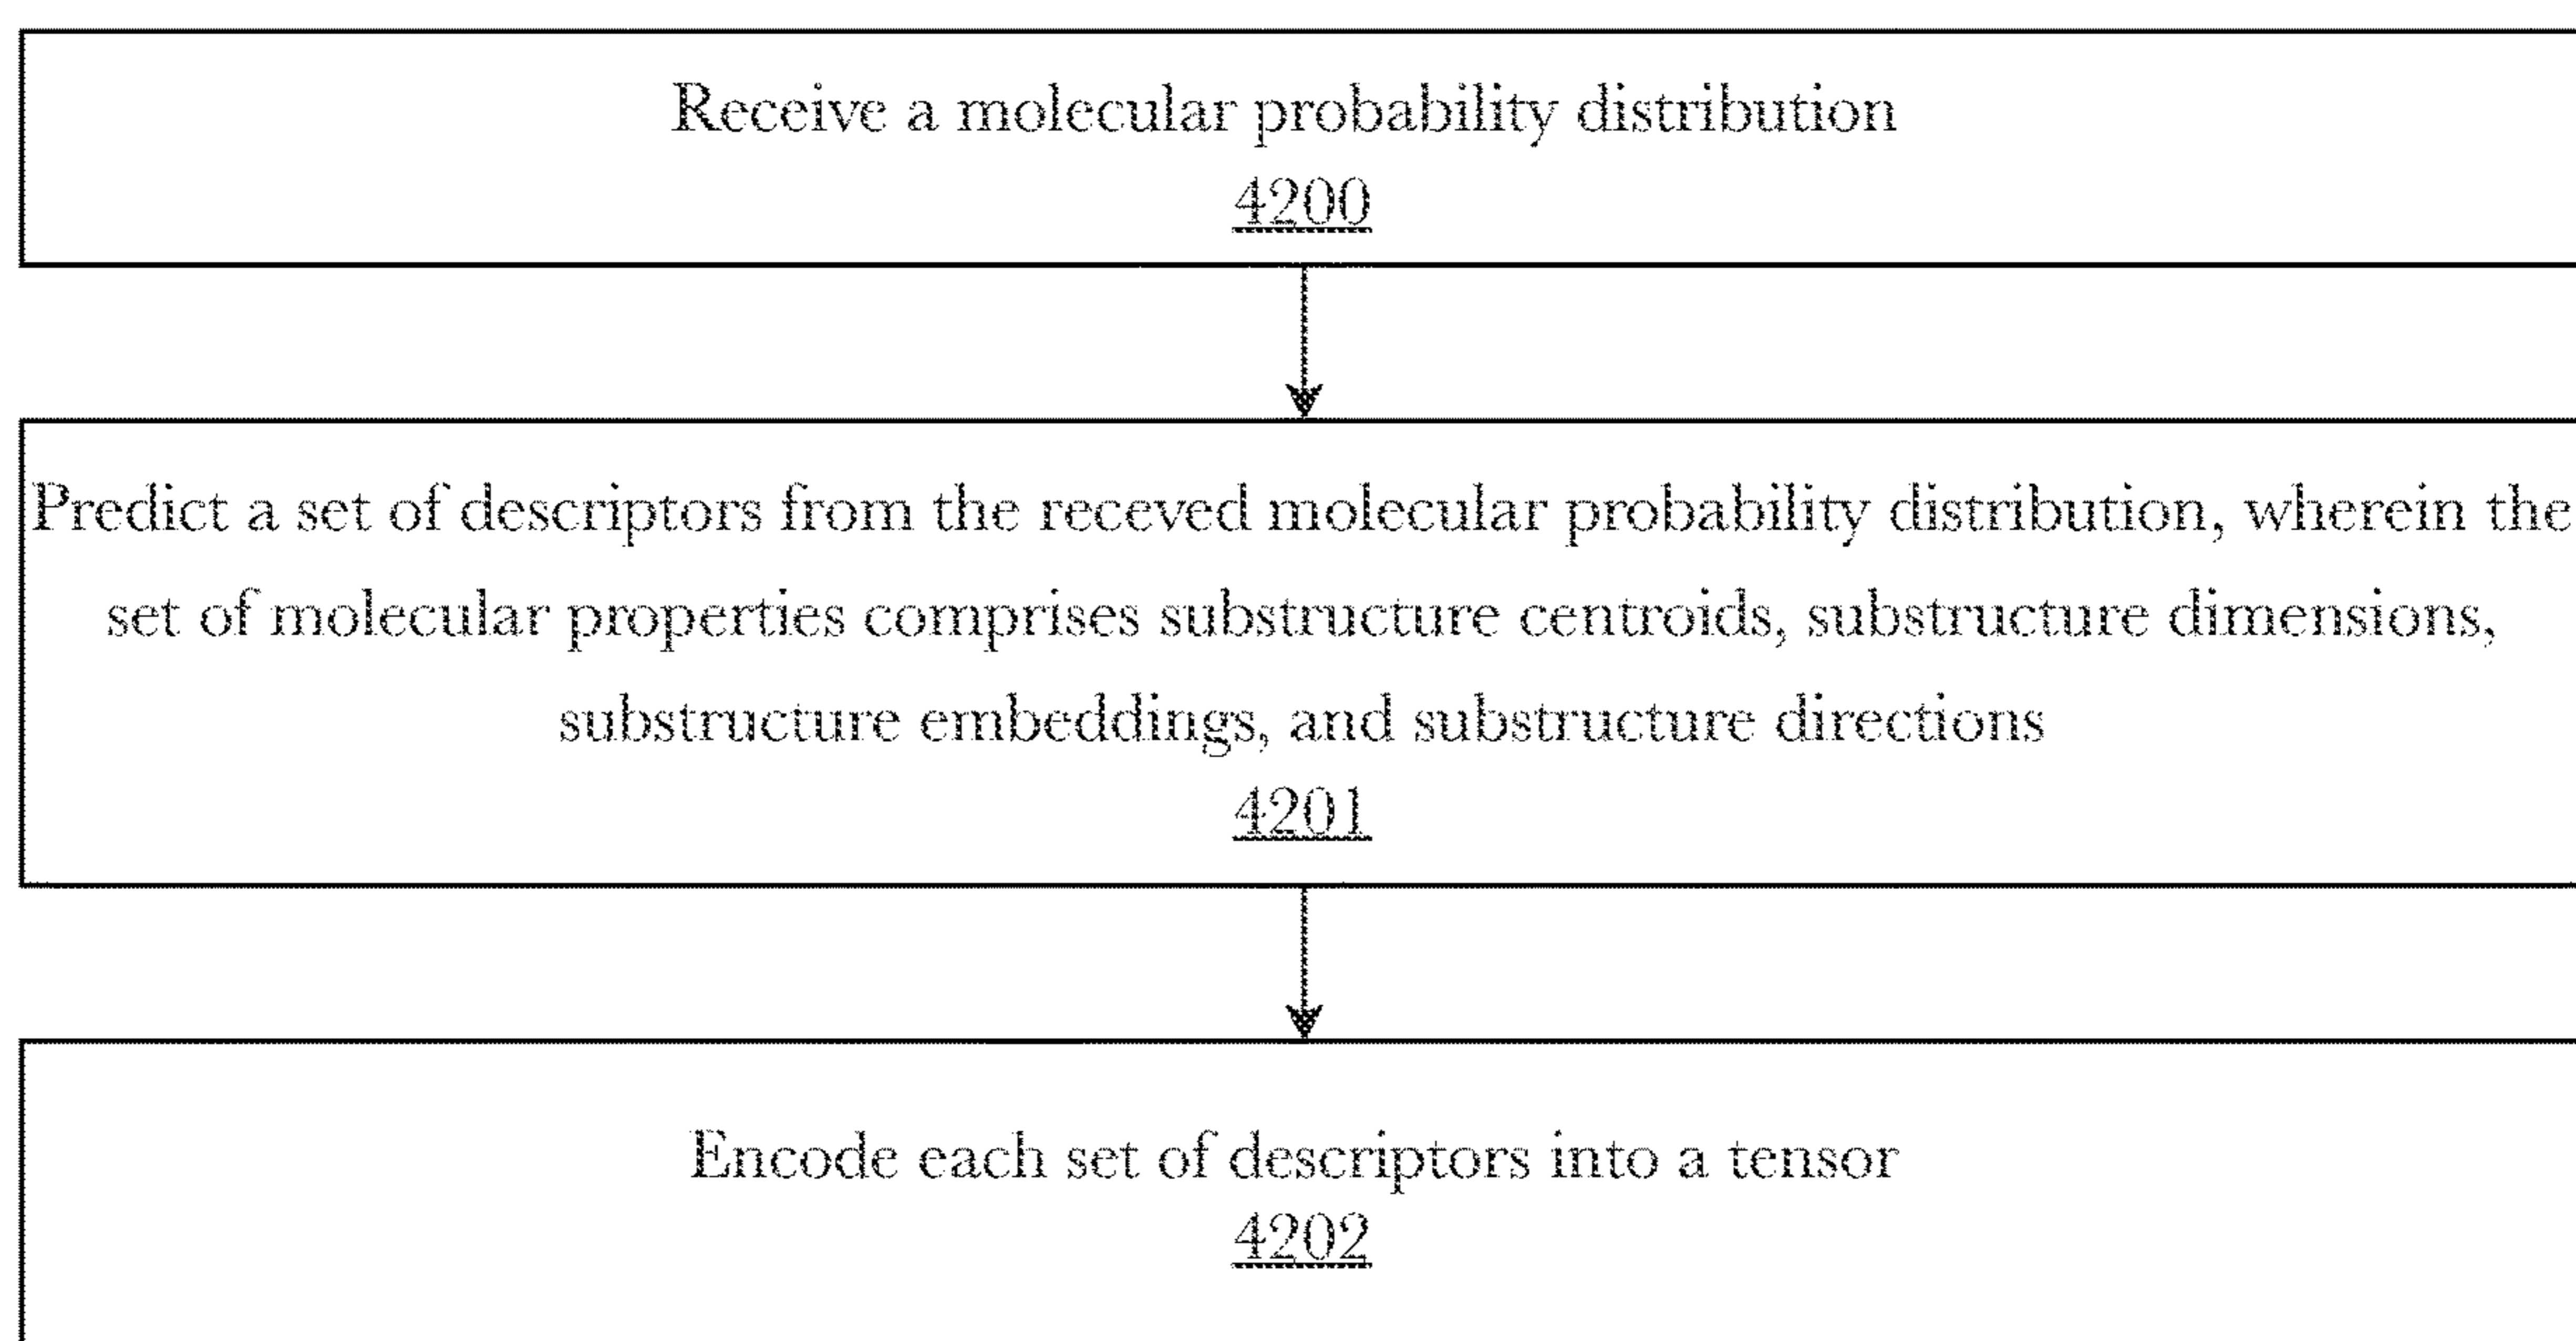 Receive a molecular probability distribution
4200
Predict a set of descriptors from the receved molecular probability distribution, wherein the
set of molecular properties comprises substructure centroids, substructure dimensions,
substructure embeddings, and substructure directions
4201
Encode each set of descriptors into a tensor
4202